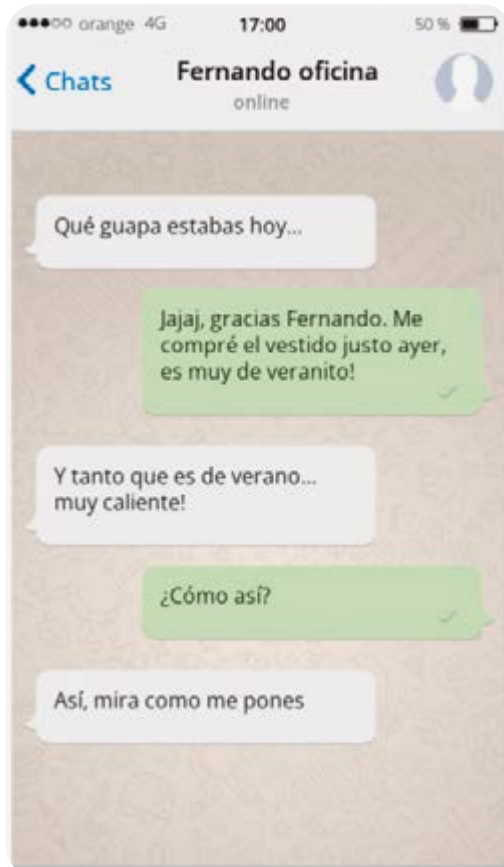 orange 4G 17:00 50 %
Chats Fernando oficina
online
Qué guapa estabas hoy...
Jajaj, gracias Fernando. Me
compré el vestido justo ayer,
es muy de veranito!
Y tanto que es de verano...
muy caliente!
¿Cómo así?
Así, mira como me pones